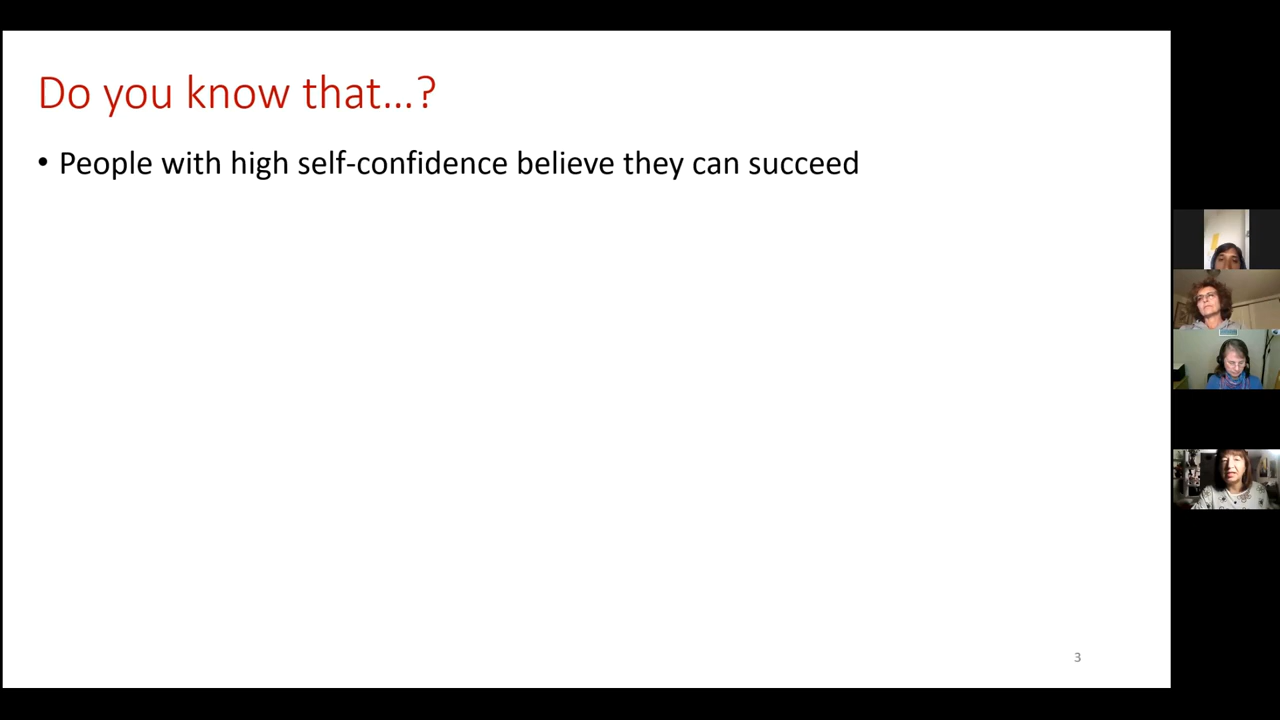 Do you know that...?
• People with high self-confidence believe they can succeed
3